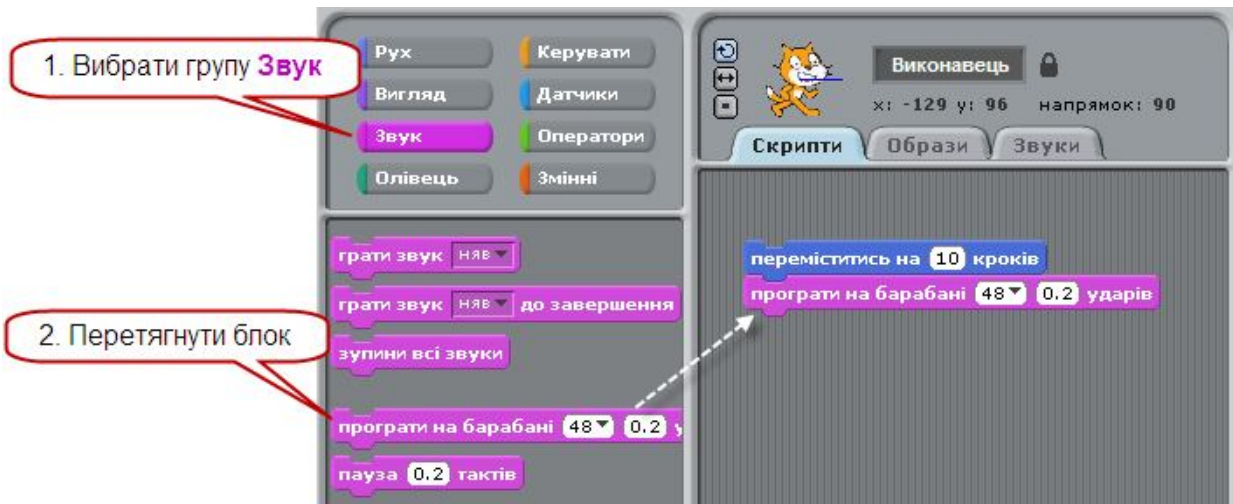 1. Вибрати групу Звук
2. Перетягнути блок
Рух
Керувати
Вигляд
Датчики
Звук
Оператори
Олівець
Змінні
грати звук няв
грати звук няв до завершення
зупини всі звуки
програти на барабані 48 0.2 у
пауза 0.2 тактів
Виконавець
x: -129 y: 96 напрямок: 90
Скрипти Образи Звуки
переміститись на 10 кроків
програти на барабані 48 0.2 ударів